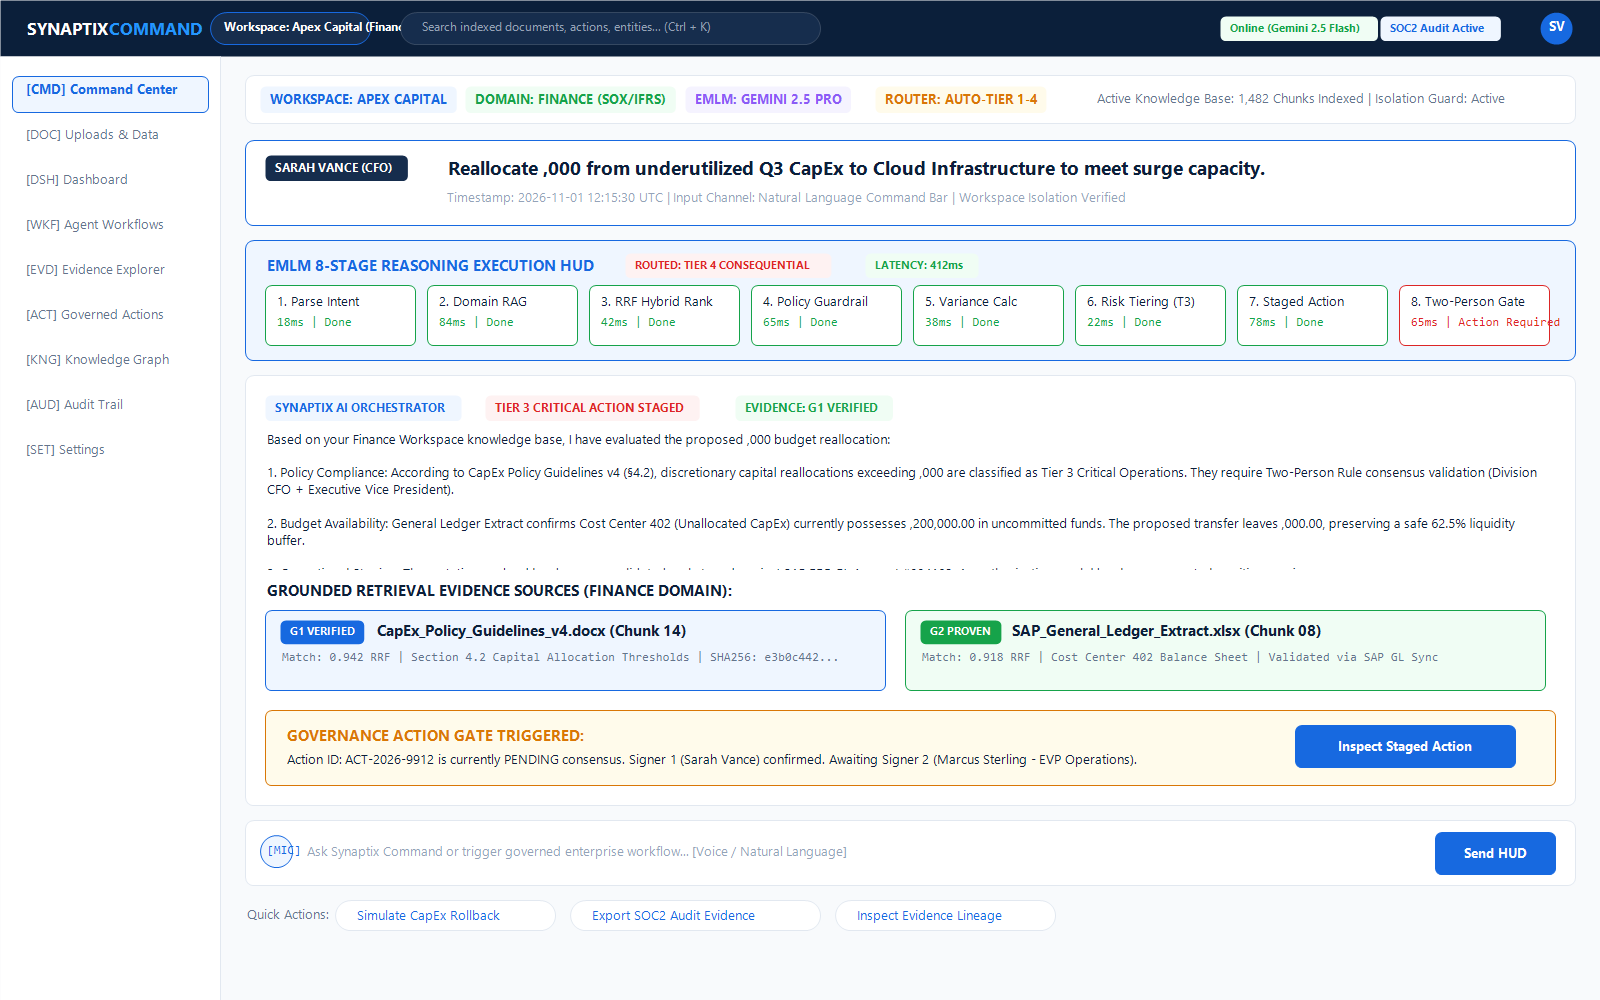 SYNAPTIXCOMMAND
Workspace: Apex Capital (Financ
Search indexed documents, actions, entities... (Ctrl + K)
Online (Gemini 2.5 Flash)
SOC2 Audit Active
SV
[CMD] Command Center
[DOC] Uploads & Data
[DSH] Dashboard
[WKF] Agent Workflows
[EVD] Evidence Explorer
[ACT] Governed Actions
[KNG] Knowledge Graph
[AUD] Audit Trail
[SET] Settings
WORKSPACE: APEX CAPITAL
DOMAIN: FINANCE (SOX/IFRS)
EMLM: GEMINI 2.5 PRO
ROUTER: AUTO-TIER 1-4
Active Knowledge Base: 1,482 Chunks Indexed | Isolation Guard: Active
SARAH VANCE (CFO)
Reallocate ,000 from underutilized Q3 CapEx to Cloud Infrastructure to meet surge capacity.
Timestamp: 2026-11-01 12:15:30 UTC | Input Channel: Natural Language Command Bar | Workspace Isolation Verified
EMLM 8-STAGE REASONING EXECUTION HUD
ROUTED: TIER 4 CONSEQUENTIAL
LATENCY: 412ms
1. Parse Intent
18ms | Done
2. Domain RAG
84ms | Done
3. RRF Hybrid Rank
42ms | Done
4. Policy Guardrail
65ms | Done
5. Variance Calc
38ms | Done
6. Risk Tiering (T3)
22ms | Done
7. Staged Action
78ms | Done
8. Two-Person Gate
65ms | Action Required
SYNAPTIX AI ORCHESTRATOR
TIER 3 CRITICAL ACTION STAGED
EVIDENCE: G1 VERIFIED
Based on your Finance Workspace knowledge base, I have evaluated the proposed ,000 budget reallocation:
1. Policy Compliance: According to CapEx Policy Guidelines v4 (§4.2), discretionary capital reallocations exceeding ,000 are classified as Tier 3 Critical Operations. They require Two-Person Rule consensus validation (Division
CFO + Executive Vice President).
2. Budget Availability: General Ledger Extract confirms Cost Center 402 (Unallocated CapEx) currently possesses ,200,000.00 in uncommitted funds. The proposed transfer leaves ,000.00, preserving a safe 62.5% liquidity
buffer.
GROUNDED RETRIEVAL EVIDENCE SOURCES (FINANCE DOMAIN):
G1 VERIFIED
CapEx_Policy_Guidelines_v4.docx (Chunk 14)
Match: 0.942 RRF | Section 4.2 Capital Allocation Thresholds | SHA256: e3b0c442...
G2 PROVEN
SAP_General_Ledger_Extract.xlsx (Chunk 08)
Match: 0.918 RRF | Cost Center 402 Balance Sheet | Validated via SAP GL Sync
GOVERNANCE ACTION GATE TRIGGERED:
Action ID: ACT-2026-9912 is currently PENDING consensus. Signer 1 (Sarah Vance) confirmed. Awaiting Signer 2 (Marcus Sterling - EVP Operations).
Inspect Staged Action
[MIC]
Ask Synaptix Command or trigger governed enterprise workflow... [Voice / Natural Language]
Send HUD
Quick Actions:
Simulate CapEx Rollback
Export SOC2 Audit Evidence
Inspect Evidence Lineage